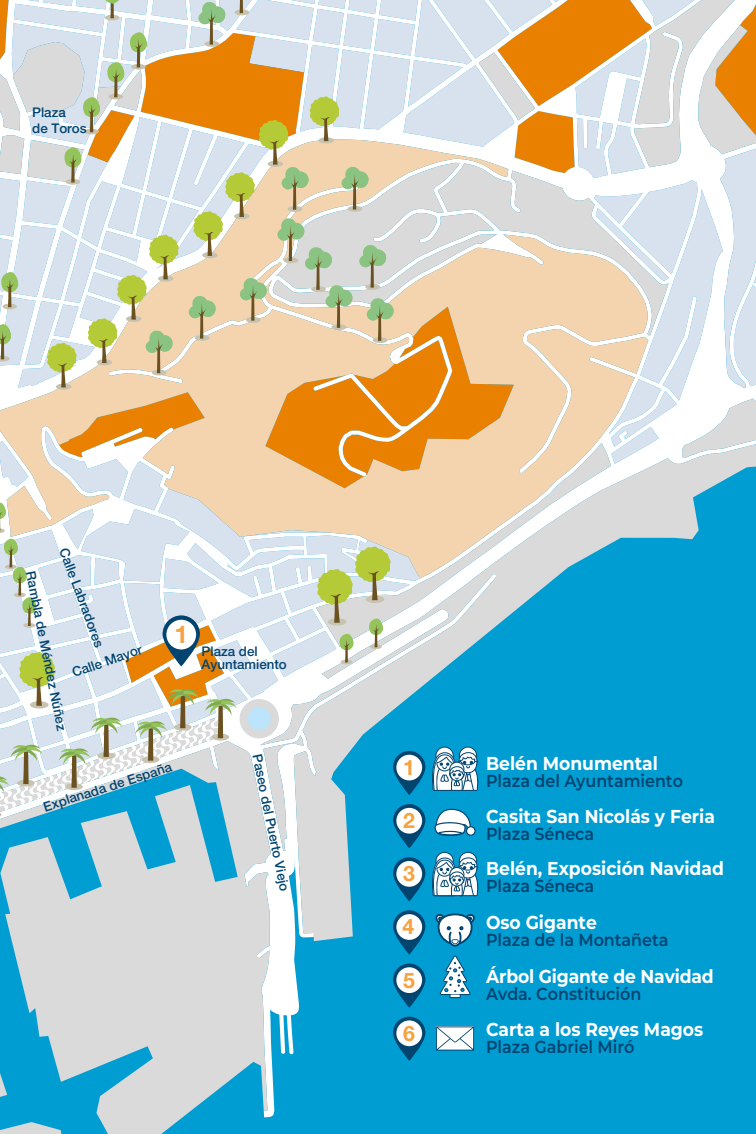 Plaza
de Toros
Calle Labradores
Rambla de Méndez Núñez
Calle Mayor
1
Plaza del
Ayuntamiento
Explanada de España
Paseo del Puerto Viejo
1
Belén Monumental
Plaza del Ayuntamiento
2
Casita San Nicolás y Feria
Plaza Séneca
3
Belén, Exposición Navidad
Plaza Séneca
4
Oso Gigante
Plaza de la Montañeta
5
Árbol Gigante de Navidad
Avda. Constitución
6
Carta a los Reyes Magos
Plaza Gabriel Miró